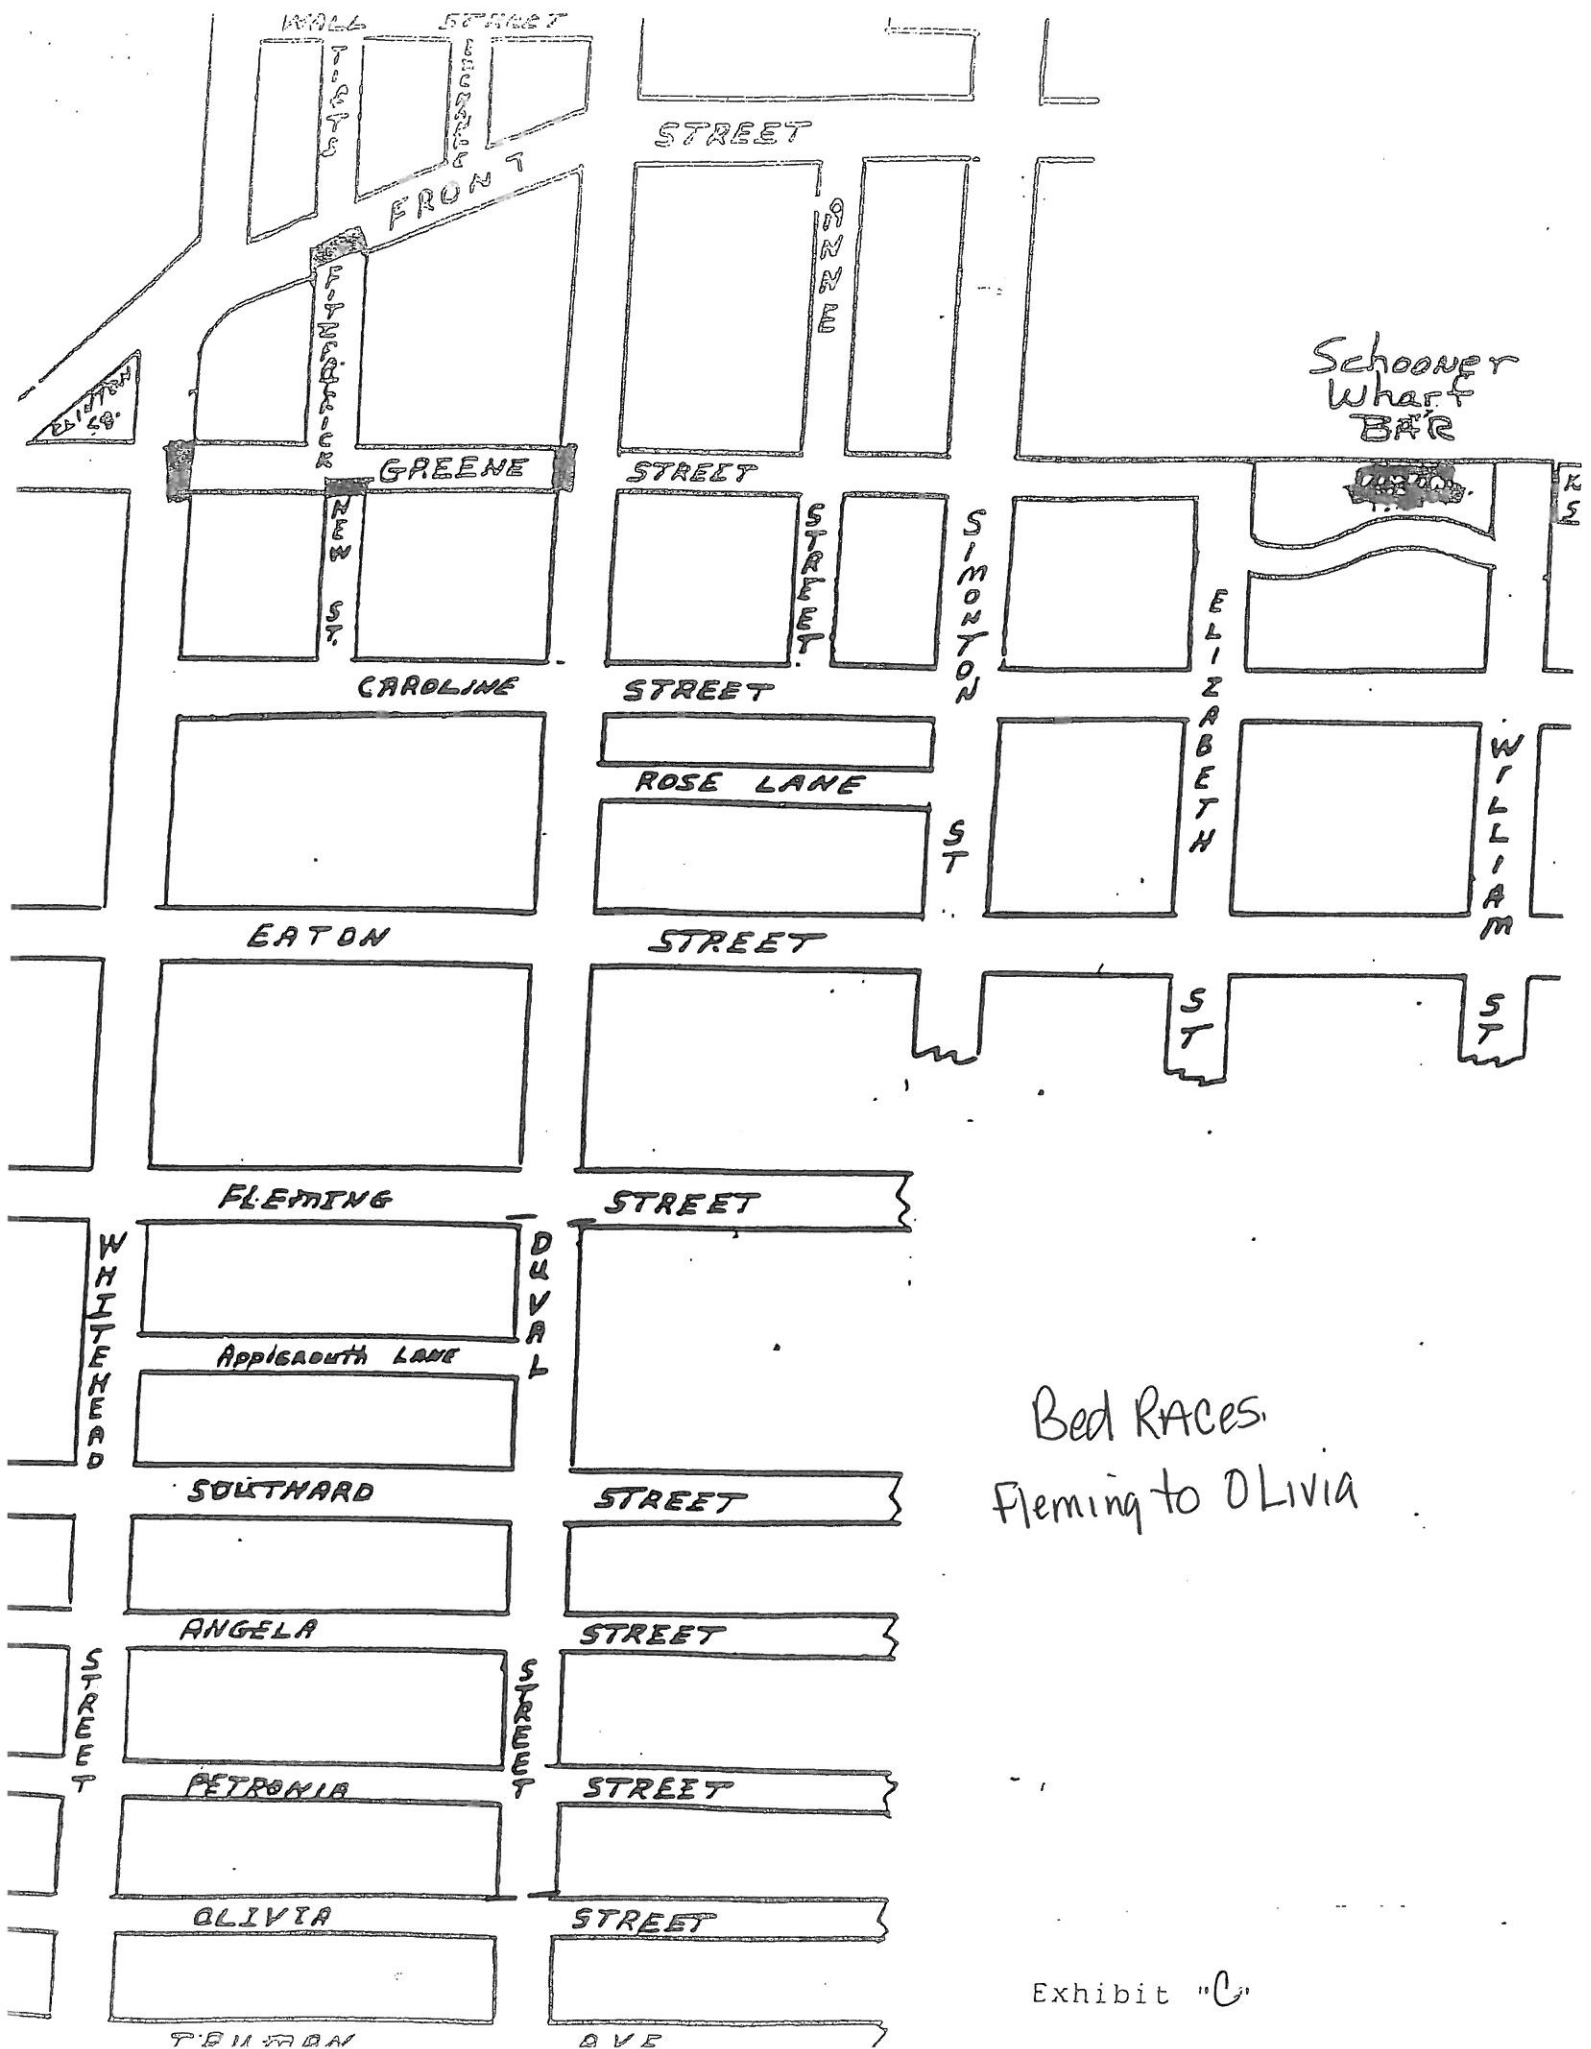 WALL STREET
TIFTS
FRONT
STREET
ANNE
FITZPATRICK
Schooner
Wharf
BAR
GREENE
STREET
K
S
NEW ST.
STREET
SIMONTON
ELIZABETH
CAROLINE
STREET
WILLIAM
ROSE LANE
ST
EATON
STREET
ST
ST
FLEMING
STREET
WHITEHEAD
DUVAL
Applerouth LANE
Bed RACES.
Fleming to OLivia
SOUTHARD
STREET
ANGELA
STREET
STREET
STREET
PETRONIA
STREET
OLIVIA
STREET
Exhibit "C"
TRUMAN
AVE